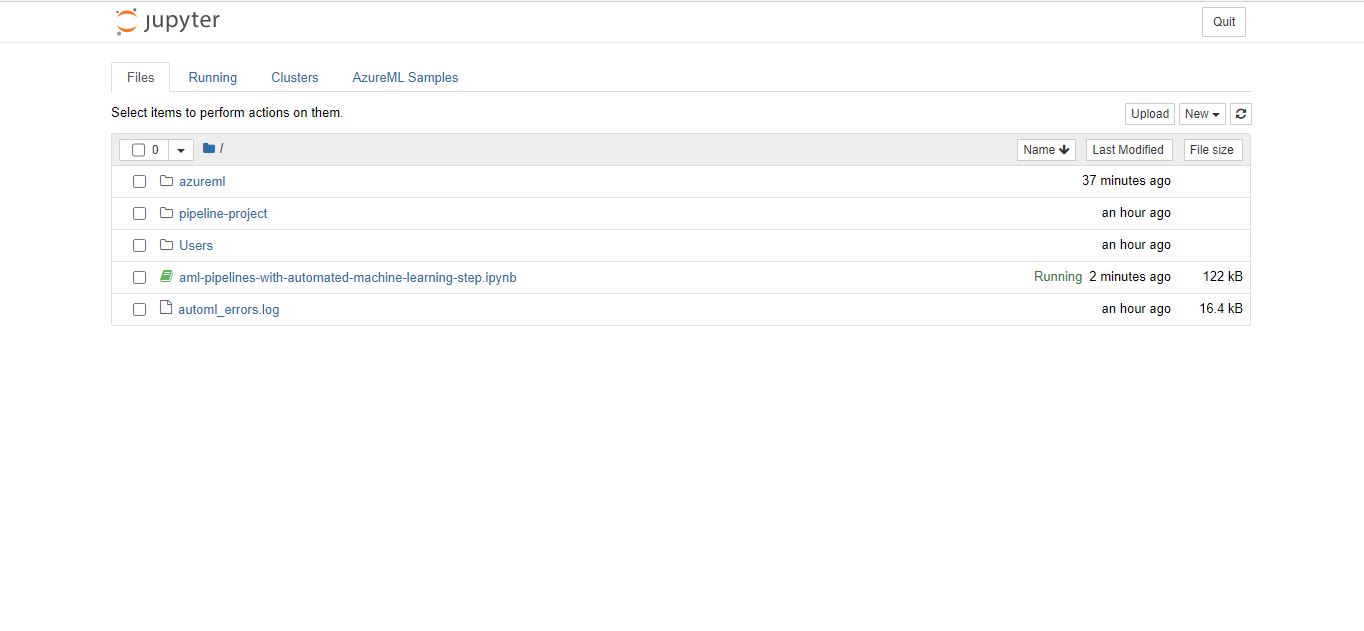 jupyter
Quit
Files Running Clusters AzureML Samples
Select items to perform actions on them.
Upload New
0 / Name Last Modified File size
azureml 37 minutes ago
pipeline-project an hour ago
Users an hour ago
aml-pipelines-with-automated-machine-learning-step.ipynb Running 2 minutes ago 122 kB
automl_errors.log an hour ago 16.4 kB